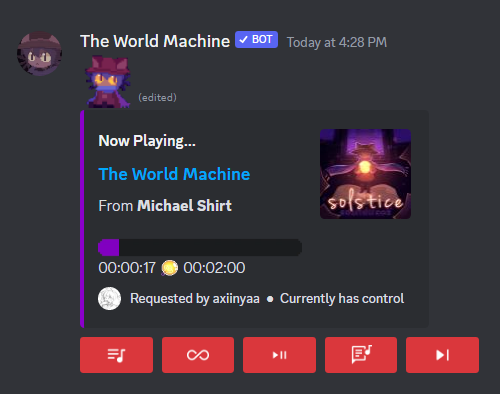 The World Machine BOT Today at 4:28 PM
(edited)
Now Playing...
The World Machine
From Michael Shirt
solstice
00:00:17 00:02:00
Requested by axiinyaa • Currently has control